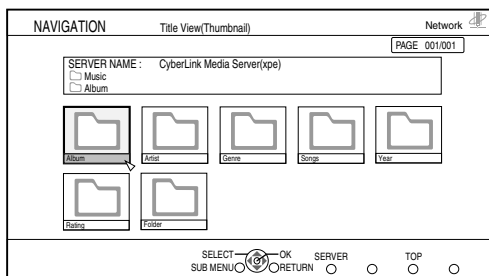 NAVIGATION Title View(Thumbnail) Network
PAGE 001/001
SERVER NAME : CyberLink Media Server(xpe)
Music
Album
Album Artist Genre Songs Year
Rating Folder
SELECT OK SERVER TOP
SUB MENU RETURN